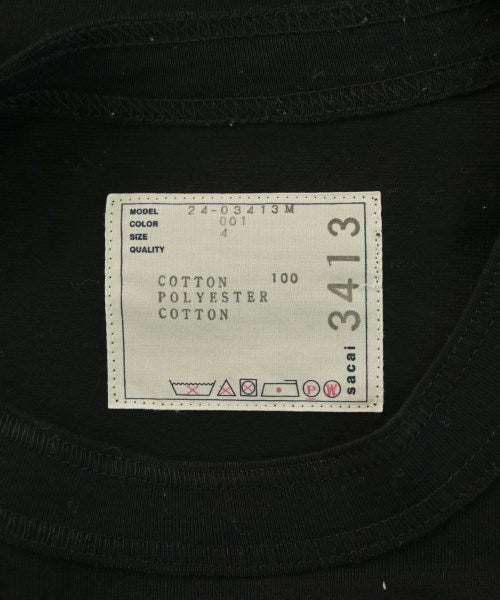 MODEL 24-03413M
COLOR 001
SIZE 4
QUALITY
COTTON 100
POLYESTER
COTTON
P W
sacai 3413